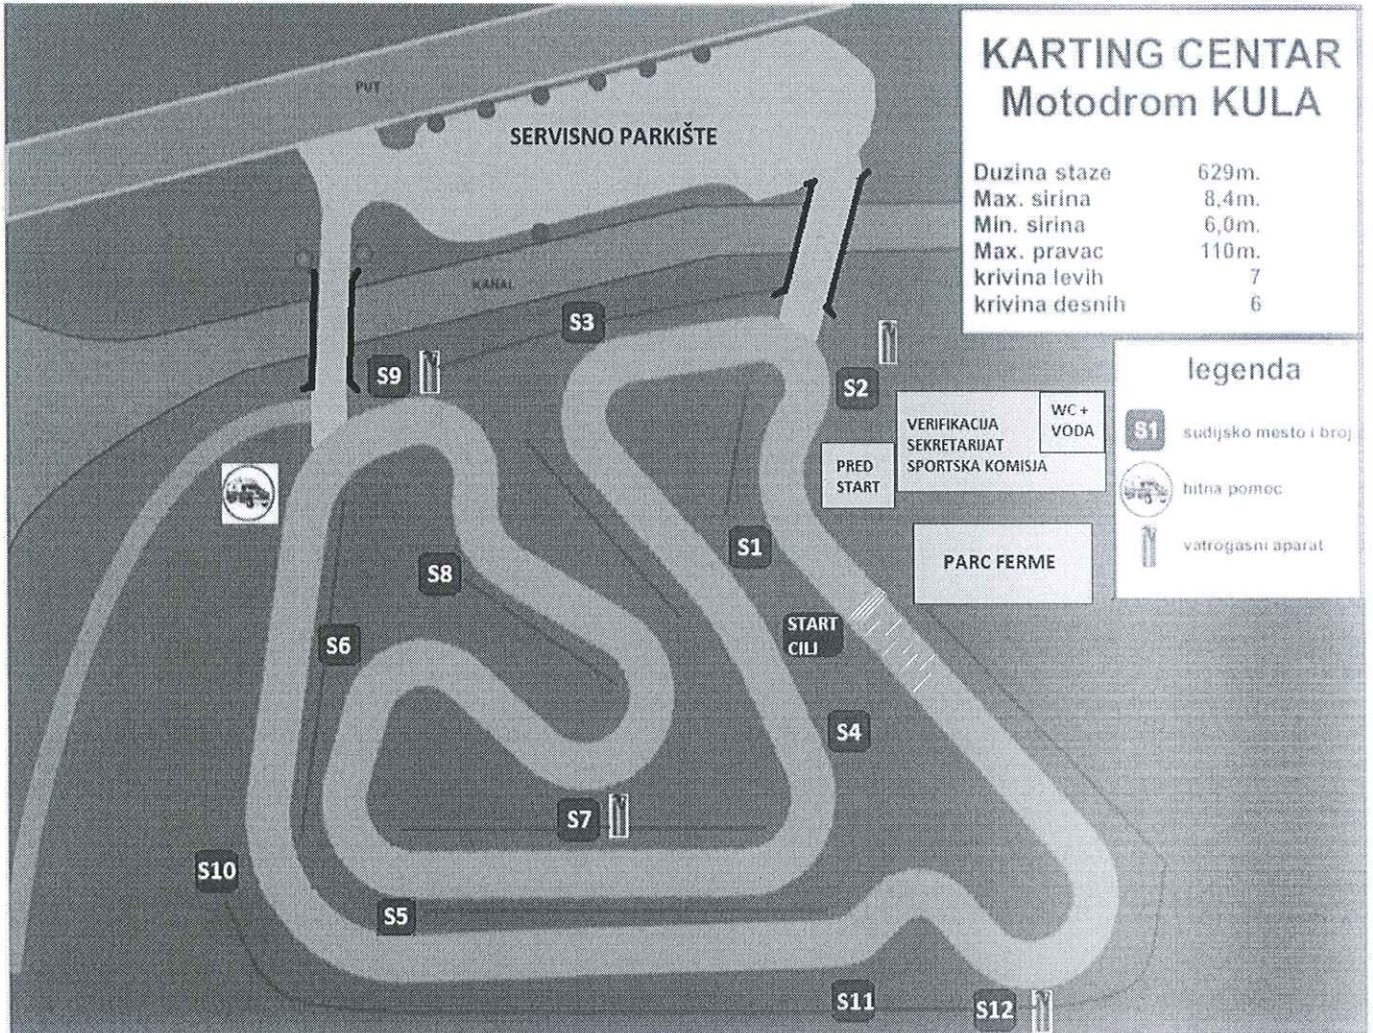 KARTING CENTAR
Motodrom KULA
Duzina staze 629m.
Max. sirina 8,4m.
Min. sirina 6,0m.
Max. pravac 110m.
krivina levih 7
krivina desnih 6
legenda
S1 sudijsko mesto i broj
hitna pomoc
vatrogasni aparat
PUT
SERVISNO PARKIŠTE
KANAL
S3
S9
S2
VERIFIKACIJA
SEKRETARIJAT
SPORTSKA KOMISJA
WC +
VODA
PRED
START
S1
PARC FERME
S8
START
CILJ
S6
S4
S7
S10
S5
S11
S12